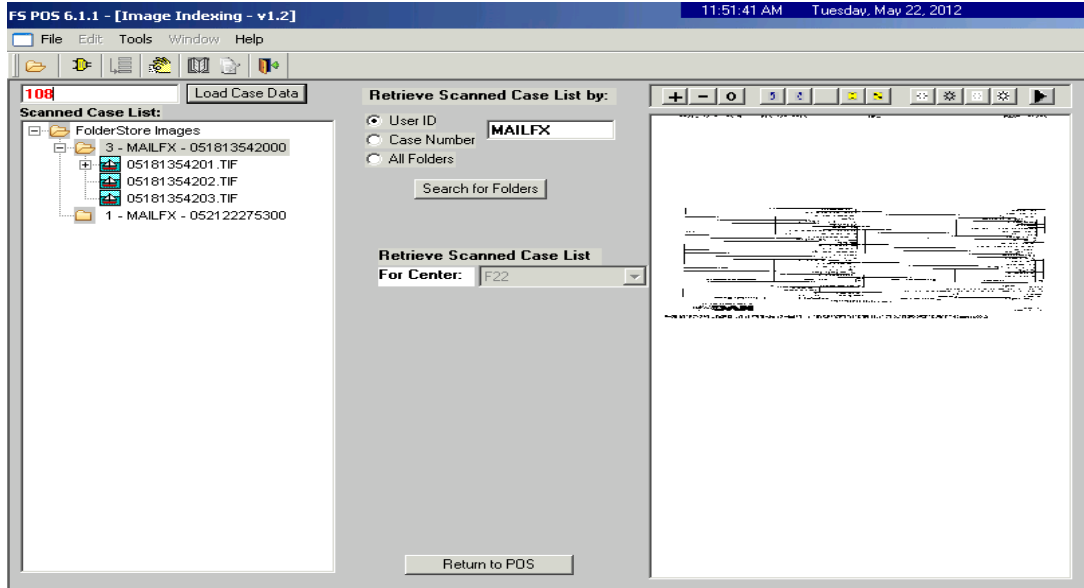 FS POS 6.1.1 - [Image Indexing - v1.2]
11:51:41 AM Tuesday, May 22, 2012
File Edit Tools Window Help
108
Load Case Data
Scanned Case List:
FolderStore Images
3 - MAILFX - 051813542000
05181354201.TIF
05181354202.TIF
05181354203.TIF
1 - MAILFX - 052122275300
Retrieve Scanned Case List by:
User ID
MAILFX
Case Number
All Folders
Search for Folders
Retrieve Scanned Case List
For Center: F22
Return to POS